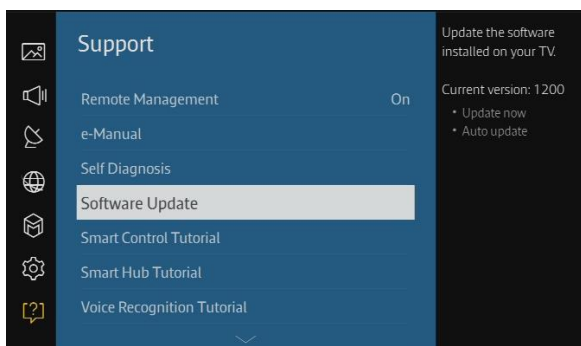 Support
Remote Management On
e-Manual
Self Diagnosis
Software Update
Smart Control Tutorial
Smart Hub Tutorial
Voice Recognition Tutorial
Update the software
installed on your TV.
Current version: 1200
• Update now
• Auto update
[?]